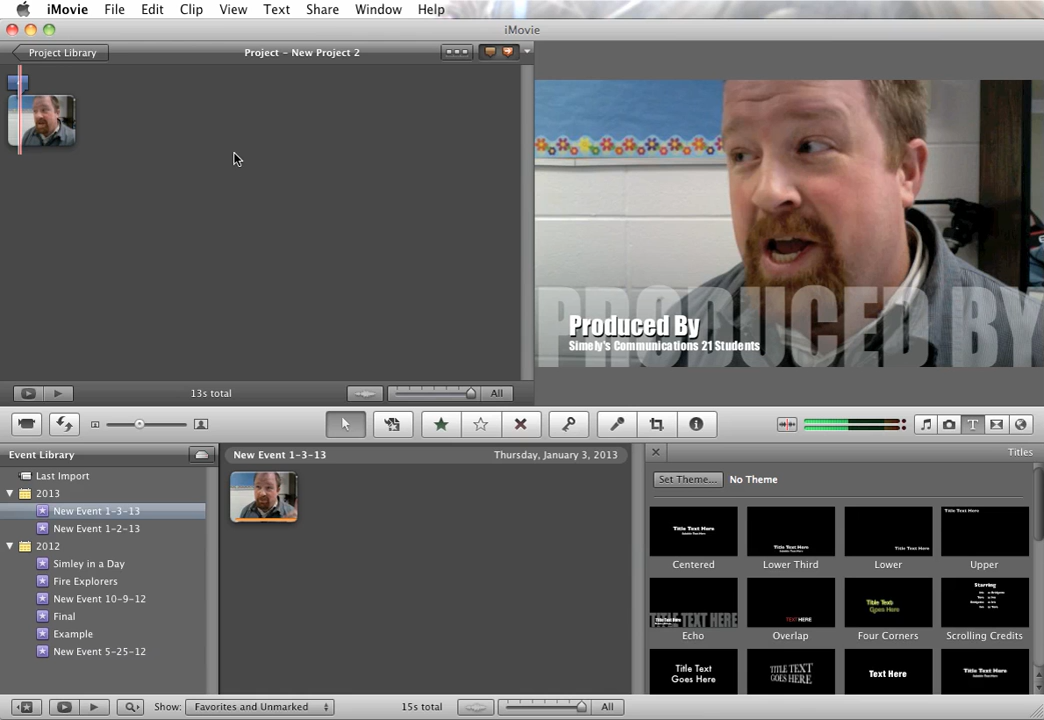 iMovie File Edit Clip View Text Share Window Help
iMovie
Project Library Project - New Project 2
PRODUCED BY
Produced By
Simely's Communications 21 Students
13s total All
Event Library New Event 1-3-13 Thursday, January 3, 2013 Titles
Last Import
2013
New Event 1-3-13
New Event 1-2-13
2012
Simley in a Day
Fire Explorers
New Event 10-9-12
Final
Example
New Event 5-25-12
Set Theme... No Theme
Title Text Here
Title Text Here
Title Text Here
Title Text Here
Centered Lower Third Lower Upper
TITLE TEXT HERE
TEXT HERE
Title Text
Goes Here
Starring
Echo Overlap Four Corners Scrolling Credits
Title Text
Goes Here
TITLE TEXT
GOES HERE
Text Here
Title Text Here
Show: Favorites and Unmarked 15s total All